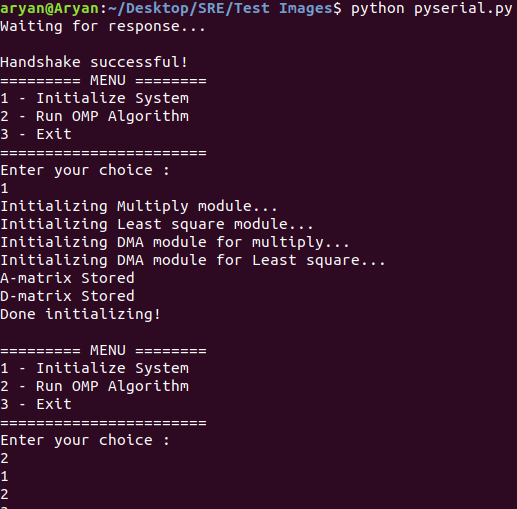 aryan@Aryan:~/Desktop/SRE/Test Images$ python pyserial.py
Waiting for response...
Handshake successful!
========= MENU ========
1 - Initialize System
2 - Run OMP Algorithm
3 - Exit
=======================
Enter your choice :
1
Initializing Multiply module...
Initializing Least square module...
Initializing DMA module for multiply...
Initializing DMA module for Least square...
A-matrix Stored
D-matrix Stored
Done initializing!
========= MENU ========
1 - Initialize System
2 - Run OMP Algorithm
3 - Exit
=======================
Enter your choice :
2
1
2